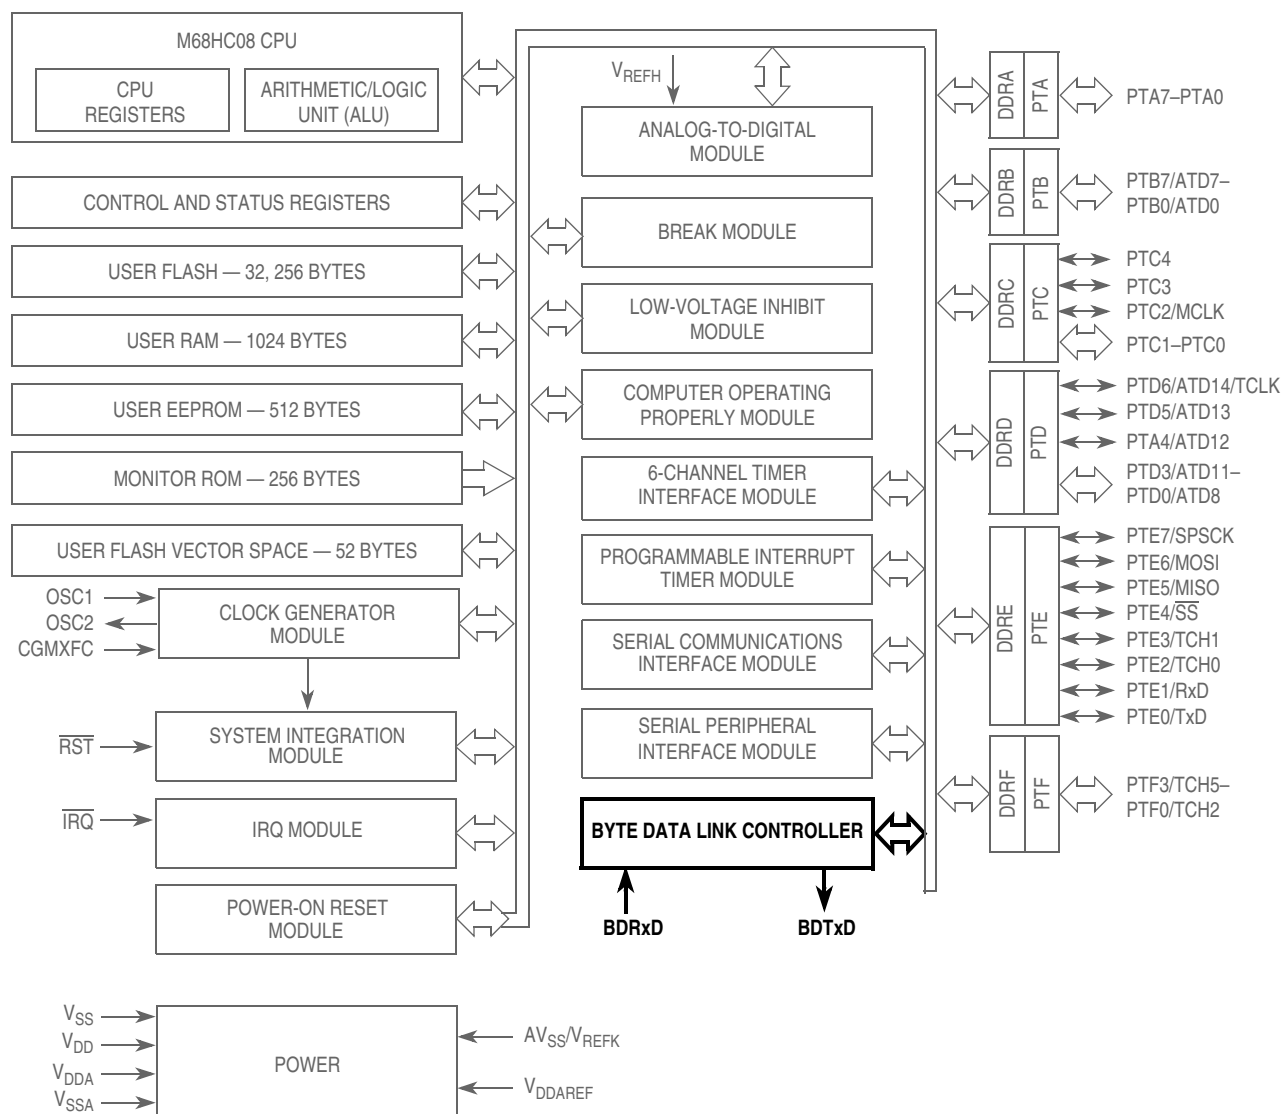 M68HC08 CPU
CPU
REGISTERS
ARITHMETIC/LOGIC
UNIT (ALU)
CONTROL AND STATUS REGISTERS
USER FLASH — 32, 256 BYTES
USER RAM — 1024 BYTES
USER EEPROM — 512 BYTES
MONITOR ROM — 256 BYTES
USER FLASH VECTOR SPACE — 52 BYTES
OSC1
OSC2
CGMXFC
CLOCK GENERATOR
MODULE
RST
SYSTEM INTEGRATION
MODULE
IRQ
IRQ MODULE
POWER-ON RESET
MODULE
VSS
VDD
VDDA
VSSA
POWER
AVSS/VREFK
VDDAREF
VREFH
ANALOG-TO-DIGITAL
MODULE
BREAK MODULE
LOW-VOLTAGE INHIBIT
MODULE
COMPUTER OPERATING
PROPERLY MODULE
6-CHANNEL TIMER
INTERFACE MODULE
PROGRAMMABLE INTERRUPT
TIMER MODULE
SERIAL COMMUNICATIONS
INTERFACE MODULE
SERIAL PERIPHERAL
INTERFACE MODULE
BYTE DATA LINK CONTROLLER
BDRxD
BDTxD
DDRA
PTA
PTA7–PTA0
DDRB
PTB
PTB7/ATD7–
PTB0/ATD0
DDRC
PTC
PTC4
PTC3
PTC2/MCLK
PTC1–PTC0
DDRD
PTD
PTD6/ATD14/TCLK
PTD5/ATD13
PTA4/ATD12
PTD3/ATD11–
PTD0/ATD8
DDRE
PTE
PTE7/SPSCK
PTE6/MOSI
PTE5/MISO
PTE4/SS
PTE3/TCH1
PTE2/TCH0
PTE1/RxD
PTE0/TxD
DDRF
PTF
PTF3/TCH5–
PTF0/TCH2